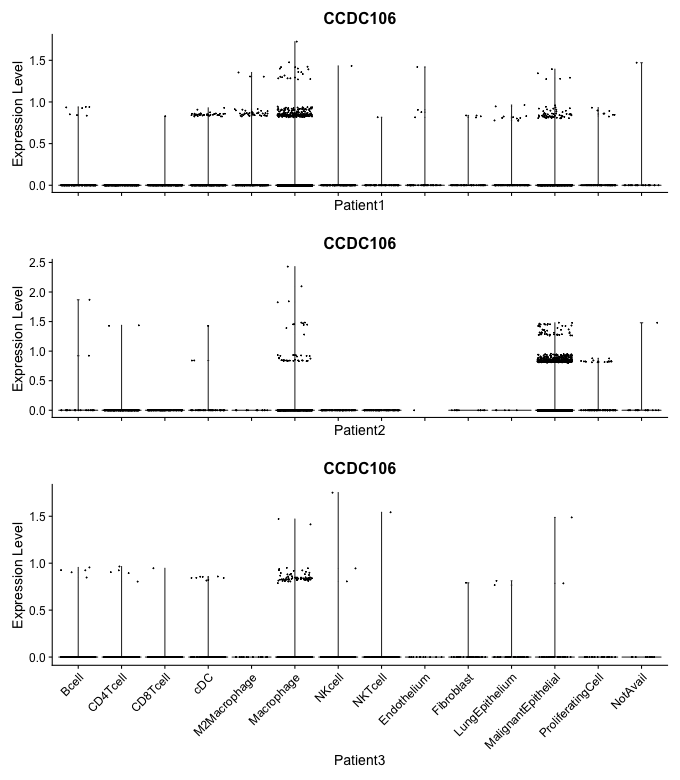 CCDC106
Expression Level
1.5
1.0
0.5
0.0
Patient1
CCDC106
Expression Level
2.5
2.0
1.5
1.0
0.5
0.0
Patient2
CCDC106
Expression Level
1.5
1.0
0.5
0.0
Bcell
CD4Tcell
CD8Tcell
cDC
M2Macrophage
Macrophage
NKcell
NKTcell
Endothelium
Fibroblast
LungEpithelium
MalignantEpithelial
ProliferatingCell
NotAvail
Patient3